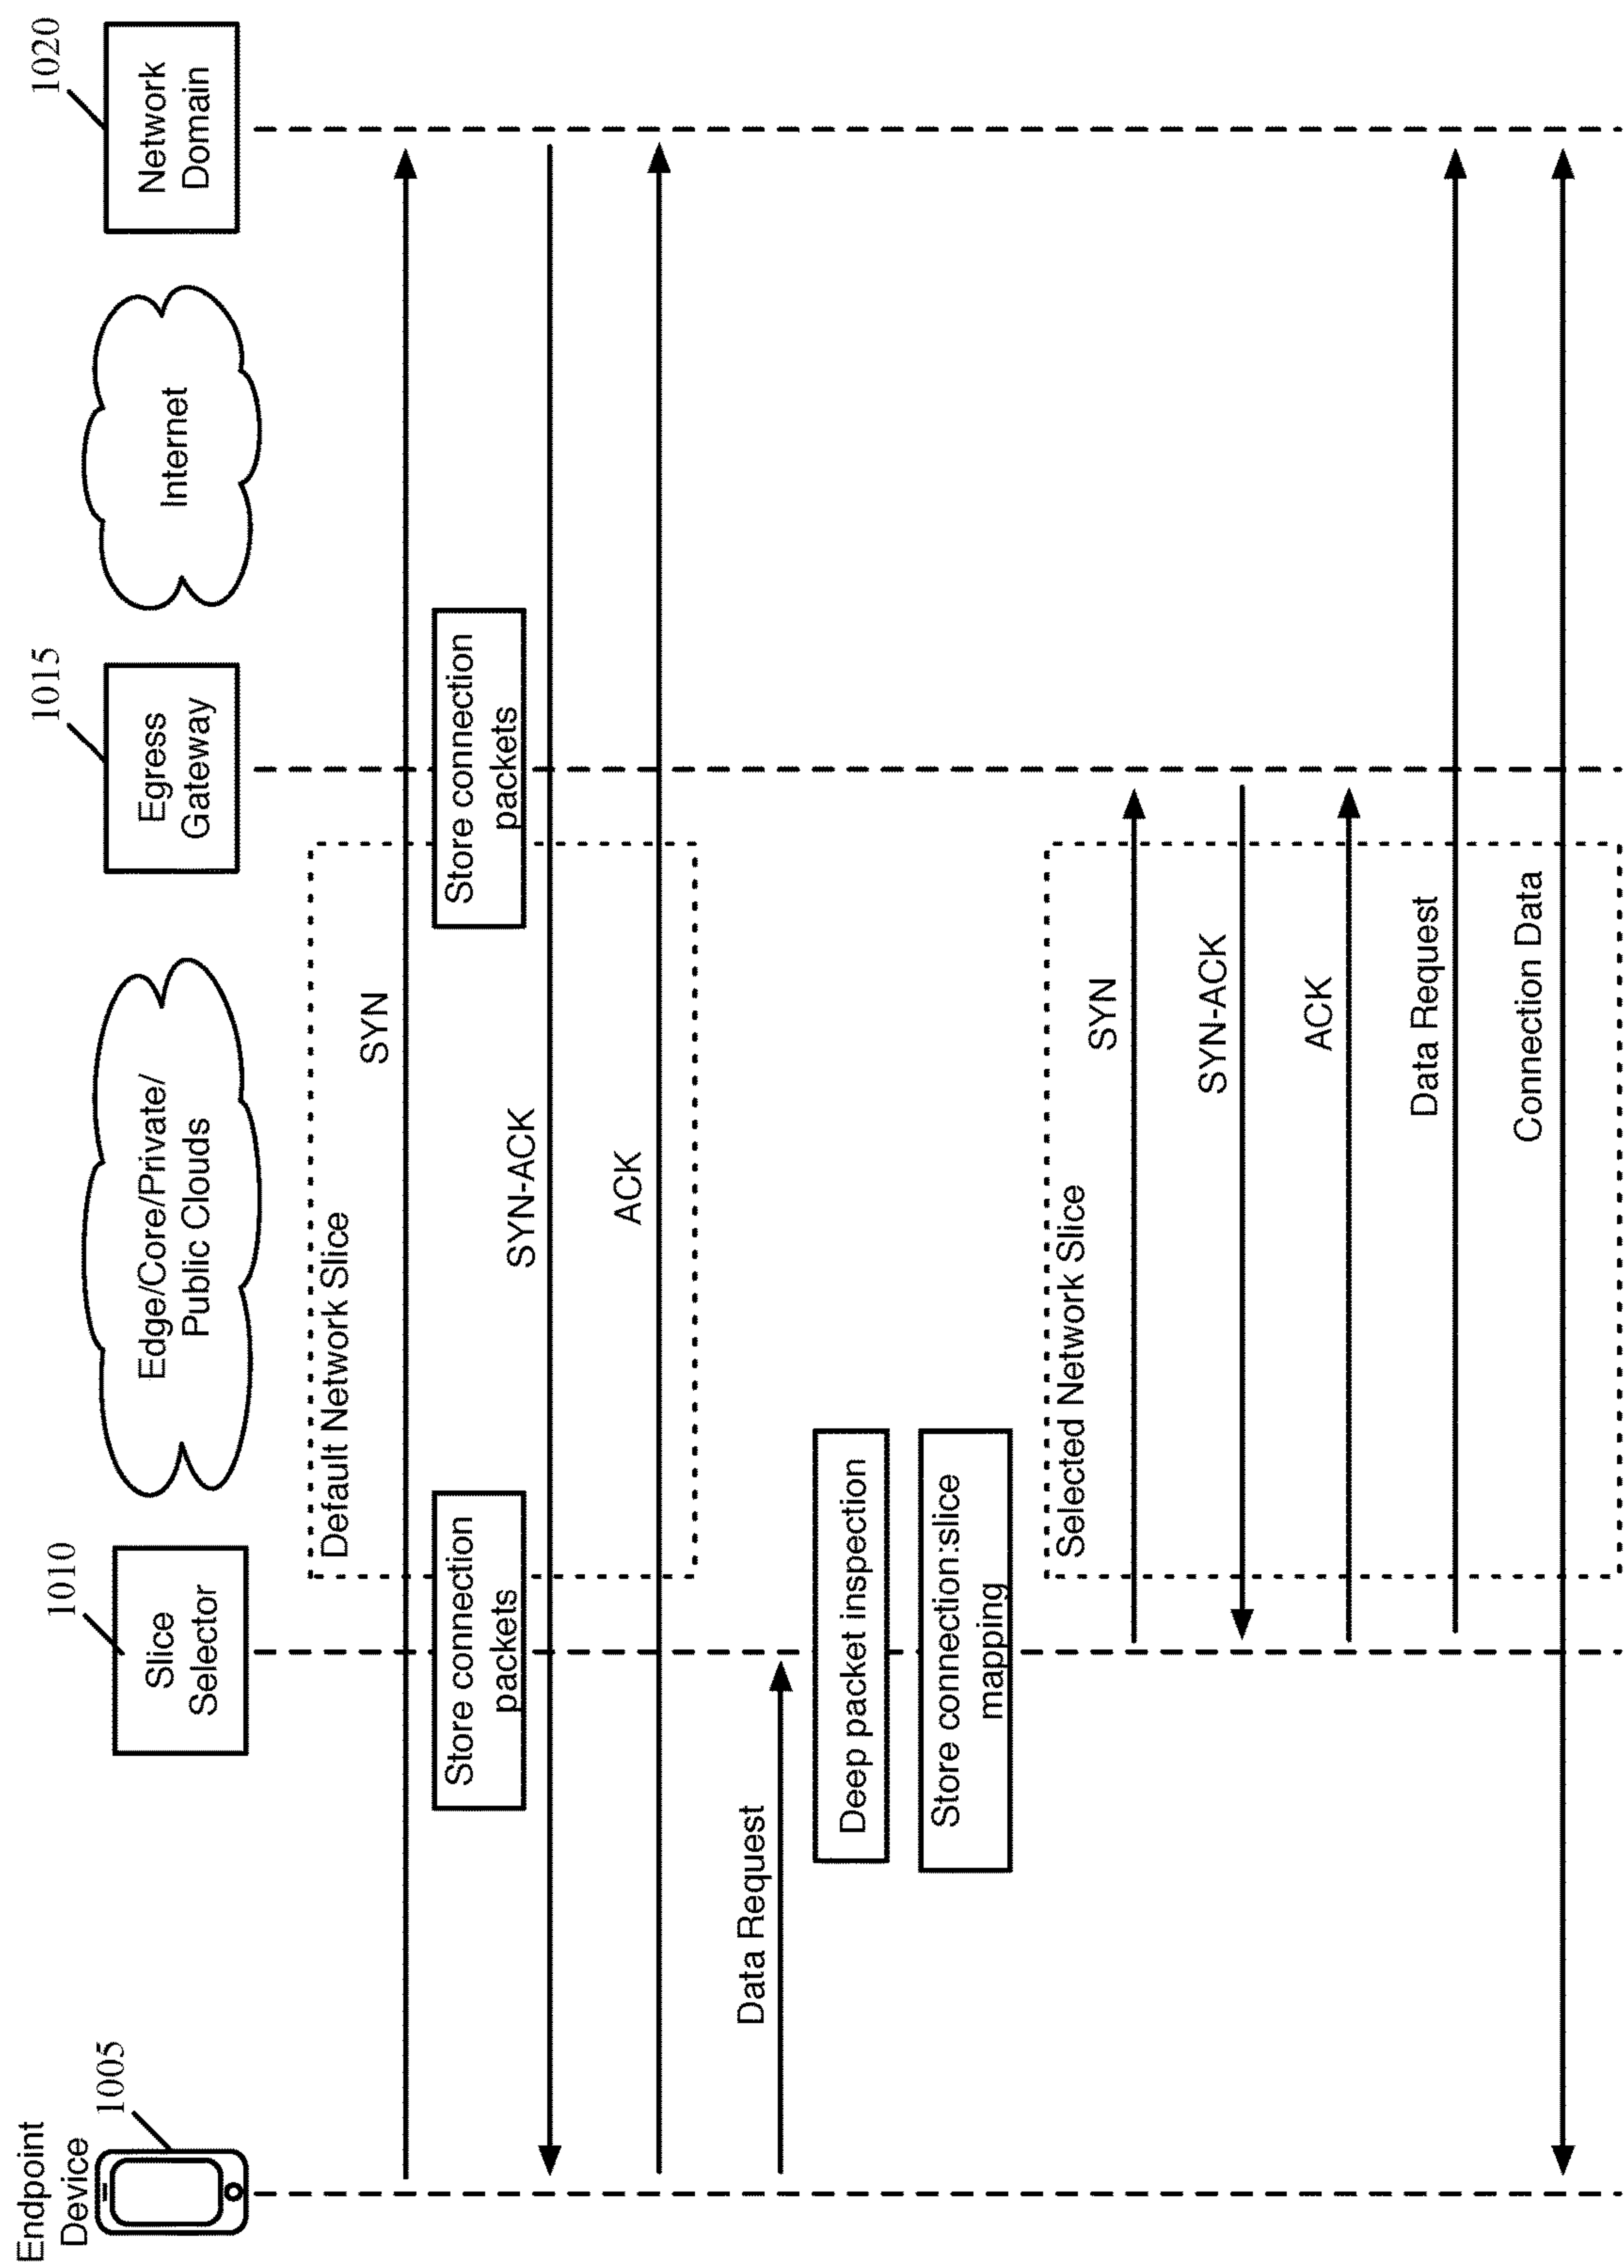 Endpoint
Device
1005
1010
Slice
Selector
Edge/Core/Private/
Public Clouds
1015
Egress
Gateway
Internet
1020
Network
Domain
Default Network Slice
SYN
Store connection
packets
Store connection
packets
SYN-ACK
ACK
Data Request
Deep packet inspection
Store connection:slice
mapping
Selected Network Slice
SYN
SYN-ACK
ACK
Data Request
Connection Data